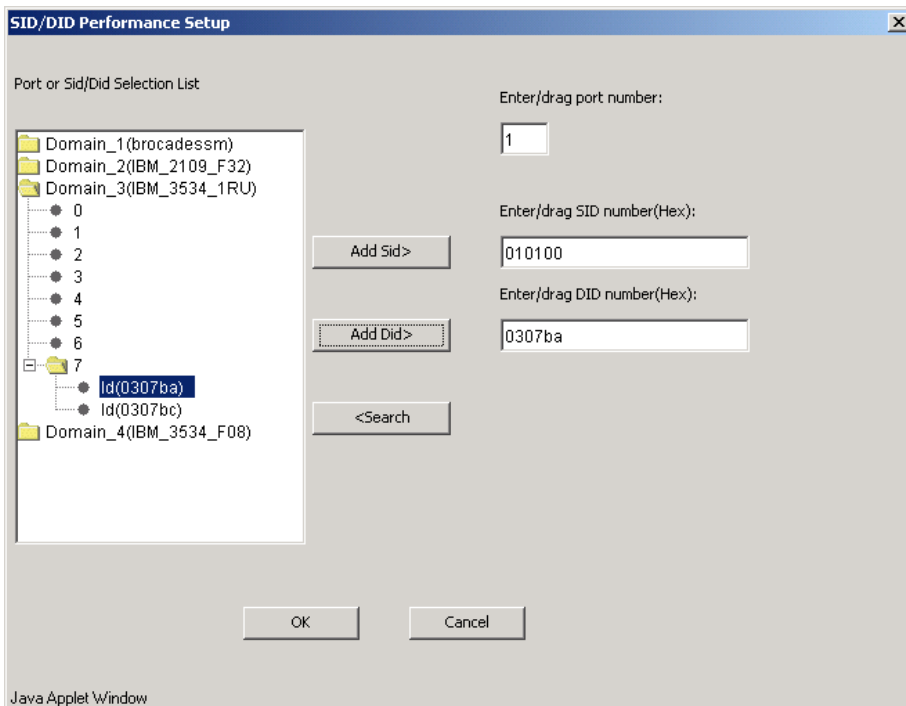 SID/DID Performance Setup
Port or Sid/Did Selection List
Domain_1(brocadessm)
Domain_2(IBM_2109_F32)
Domain_3(IBM_3534_1RU)
0
1
2
3
4
5
6
7
Id(0307ba)
Id(0307bc)
Domain_4(IBM_3534_F08)
Add Sid>
Add Did>
<Search
Enter/drag port number:
1
Enter/drag SID number(Hex):
010100
Enter/drag DID number(Hex):
0307ba
OK
Cancel
Java Applet Window